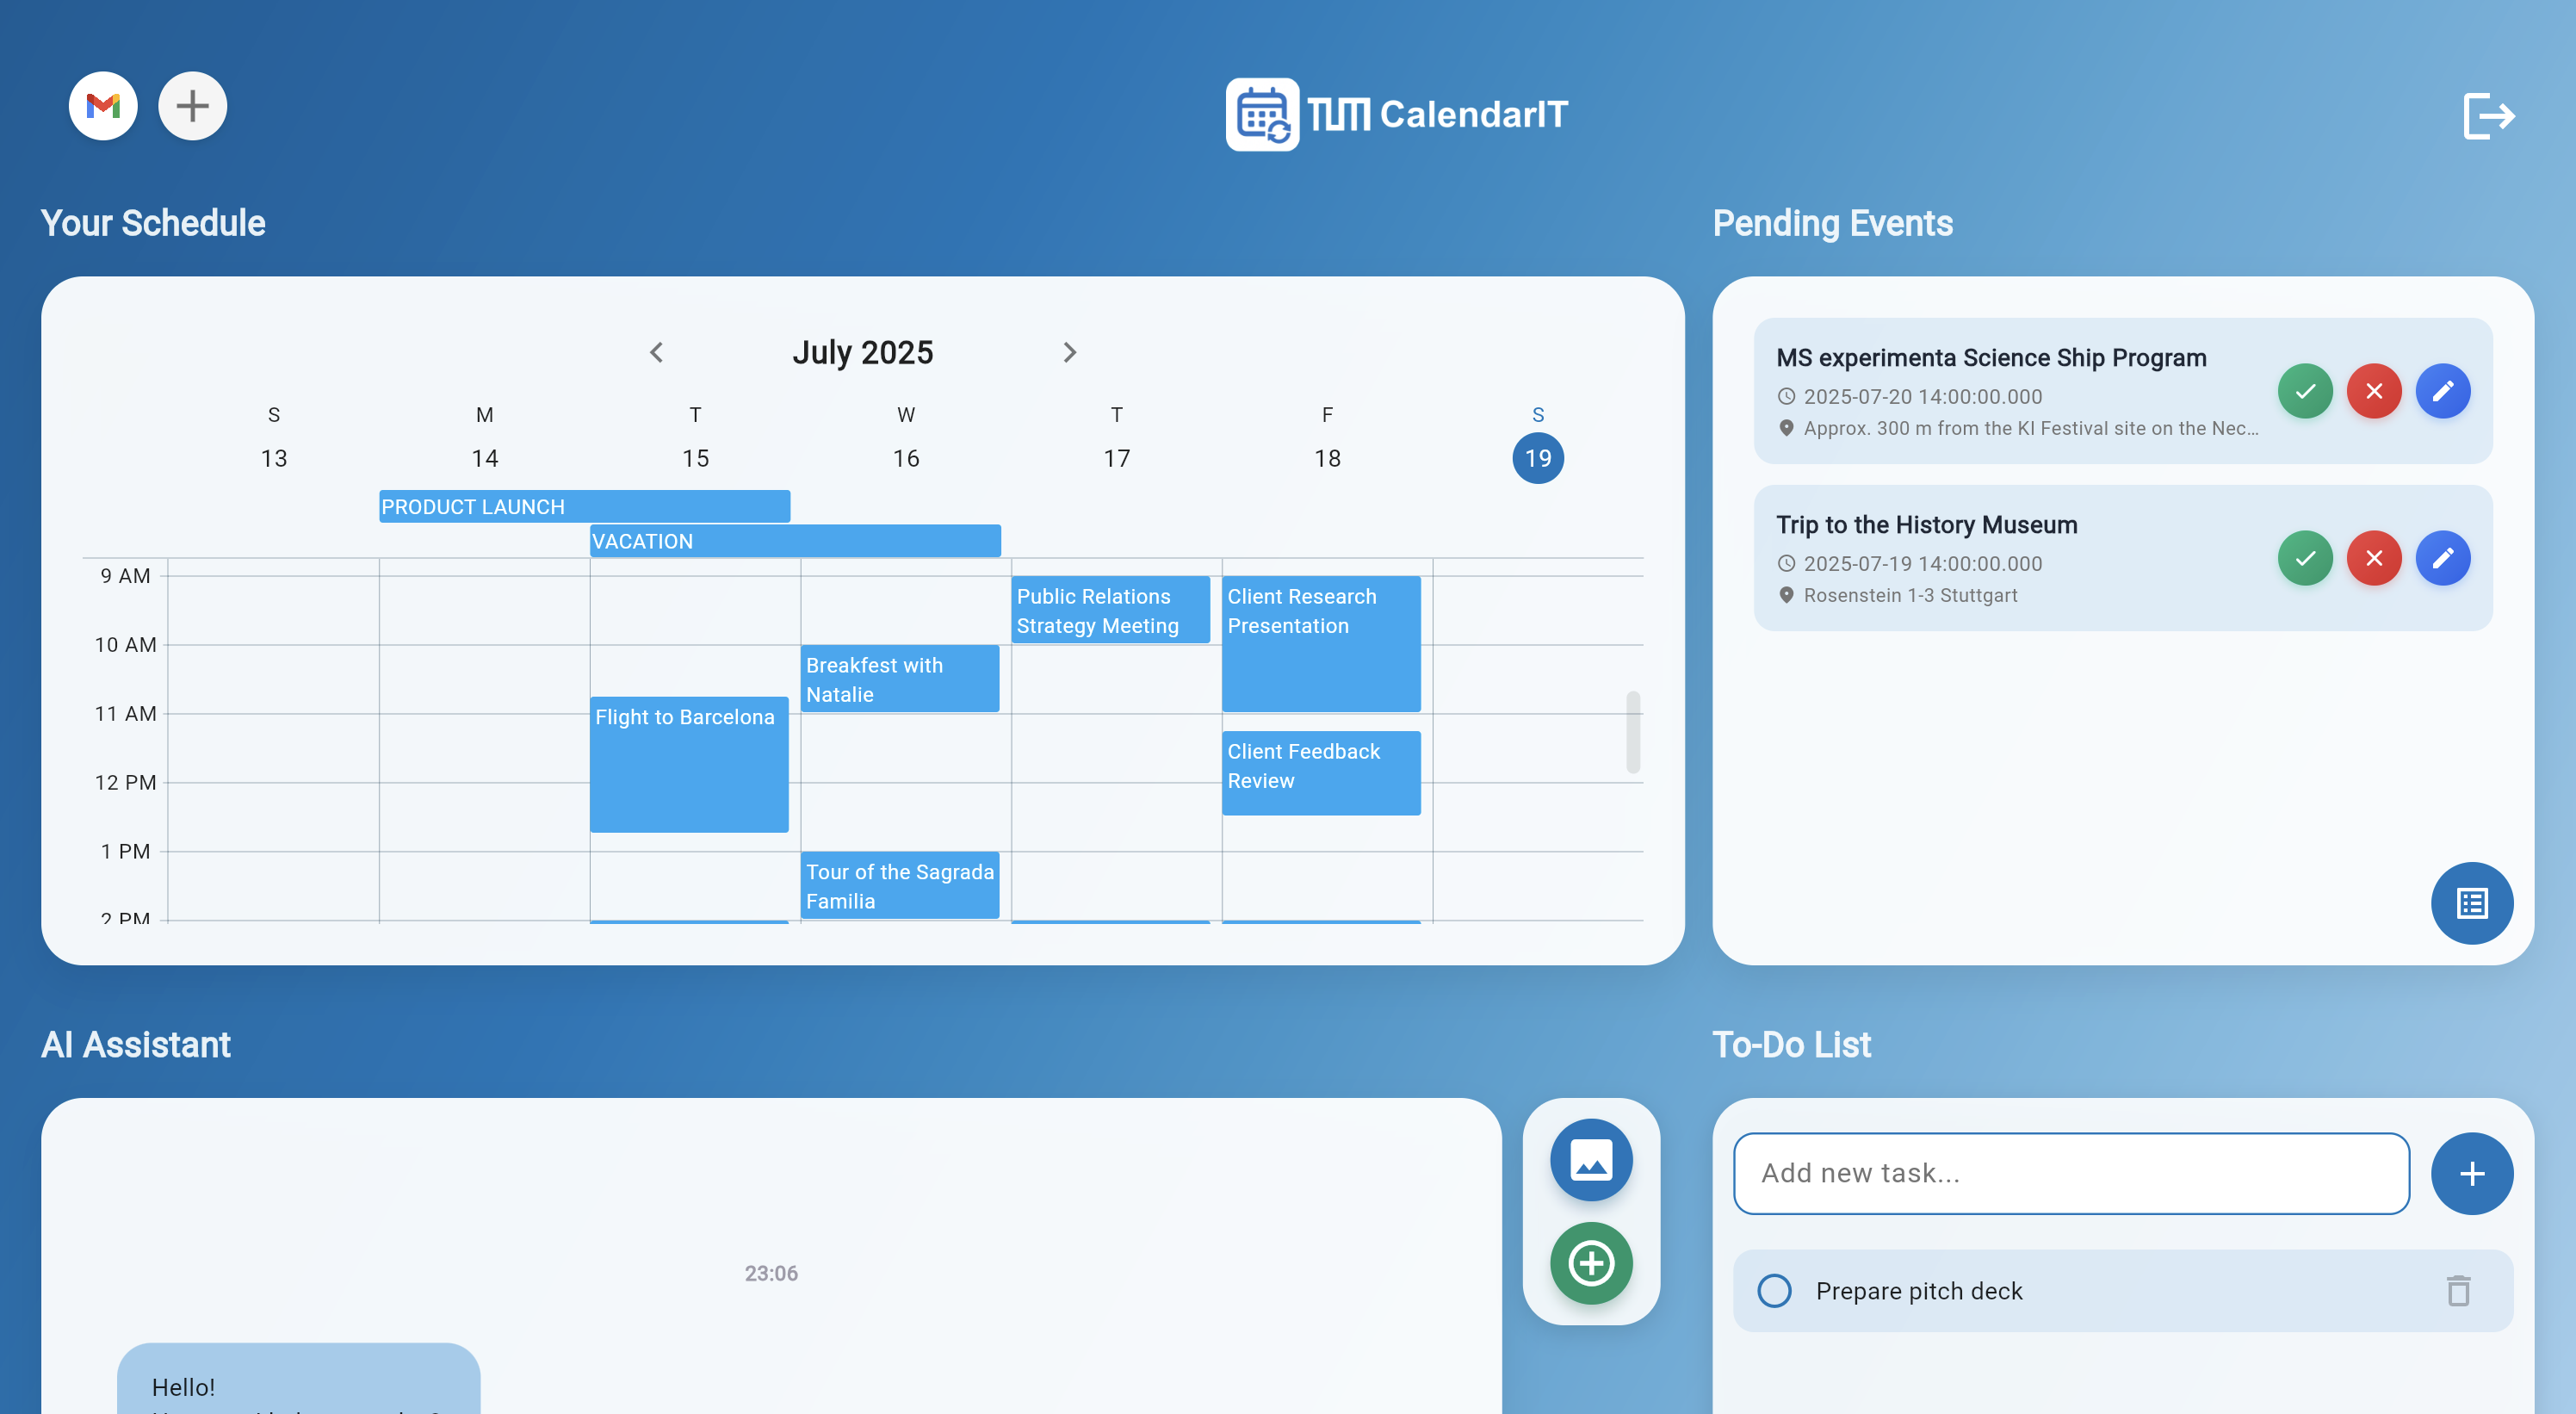 TUM CalendarIT
Your Schedule
July 2025
S M T W T F S
13 14 15 16 17 18 19
PRODUCT LAUNCH
VACATION
9 AM
10 AM
11 AM
12 PM
1 PM
2 PM
Flight to Barcelona
Breakfest with
Natalie
Tour of the Sagrada
Familia
Public Relations
Strategy Meeting
Client Research
Presentation
Client Feedback
Review
Pending Events
MS experimenta Science Ship Program
2025-07-20 14:00:00.000
Approx. 300 m from the KI Festival site on the Nec...
Trip to the History Museum
2025-07-19 14:00:00.000
Rosenstein 1-3 Stuttgart
AI Assistant
23:06
Hello!
To-Do List
Add new task...
Prepare pitch deck